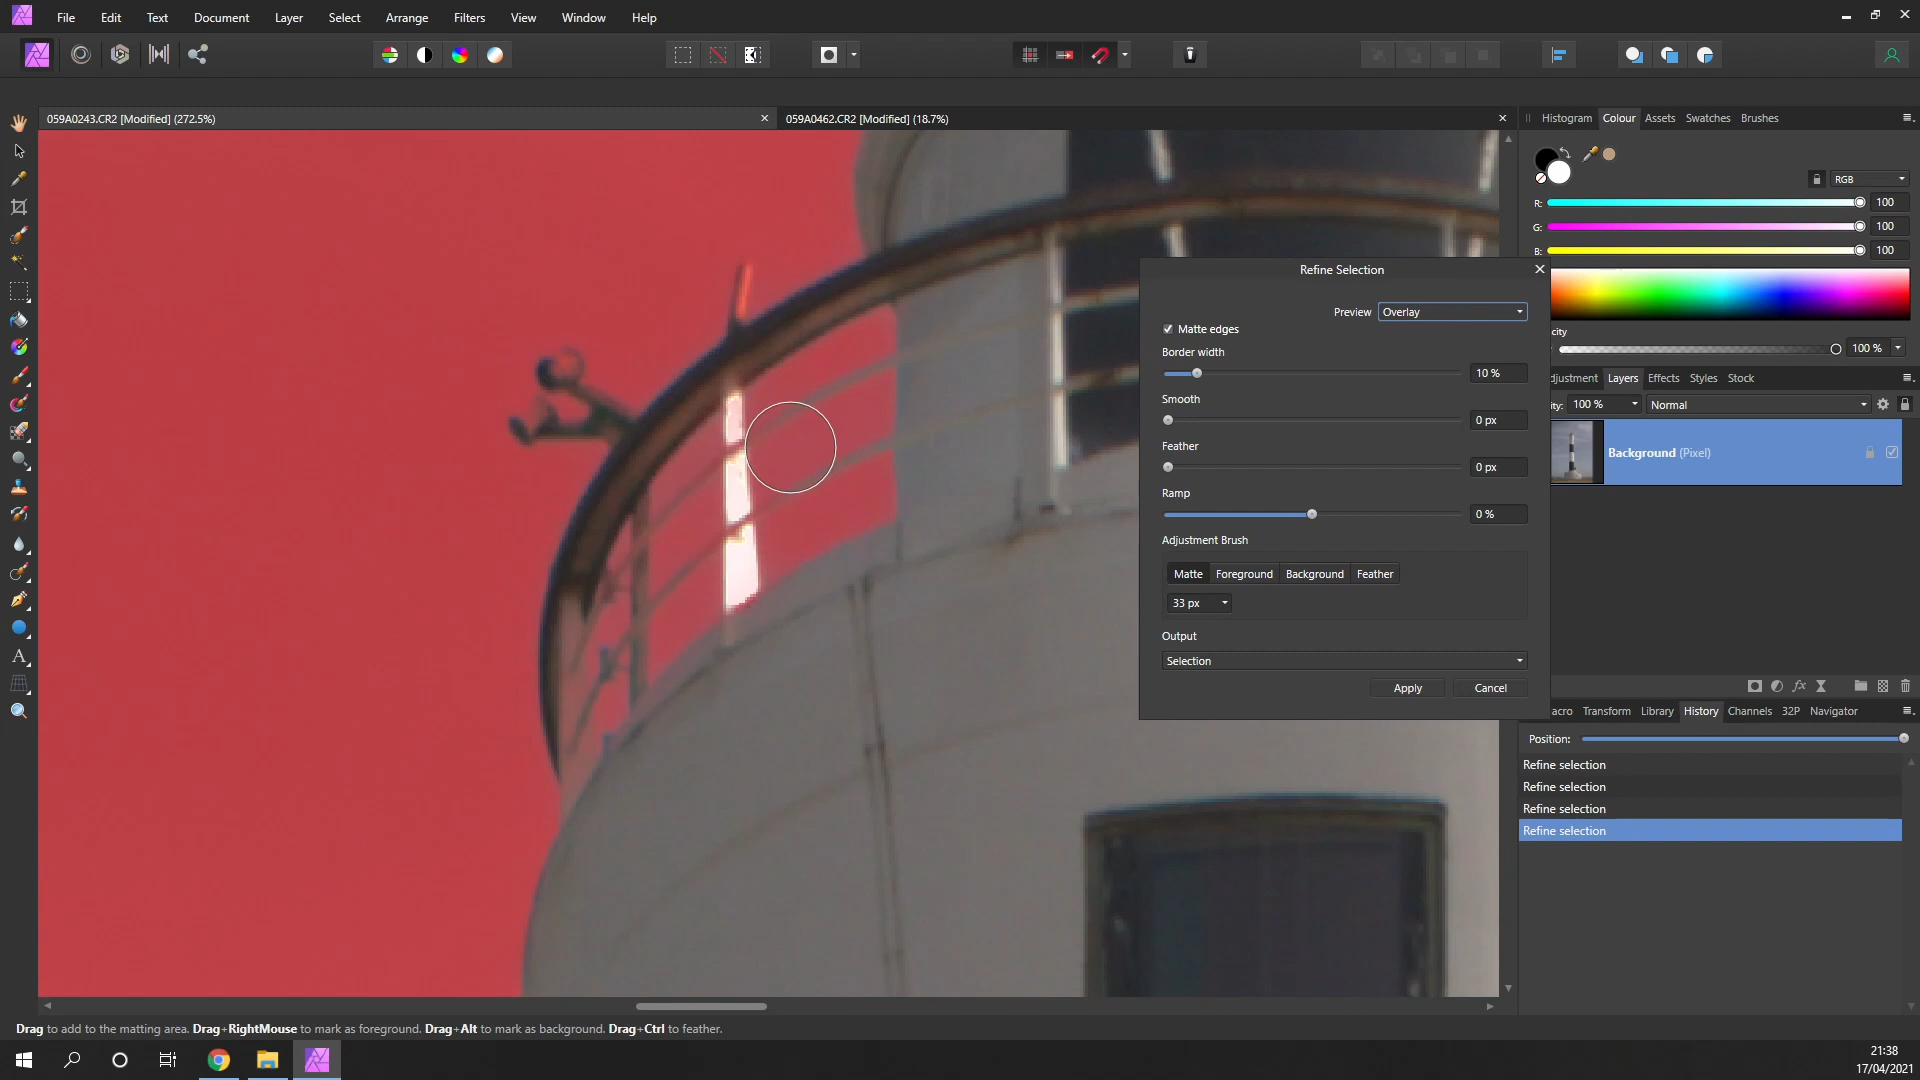 File Edit Text Document Layer Select Arrange Filters View Window Help
059A0243.CR2 [Modified] (272.5%)
059A0462.CR2 [Modified] (18.7%)
Histogram Colour Assets Swatches Brushes
RGB
R: 100
G: 100
B: 100
Refine Selection
Preview Overlay
Matte edges
Border width
10 %
Smooth
0 px
Feather
0 px
Ramp
0 %
Adjustment Brush
Matte Foreground Background Feather
33 px
Output
Selection
Apply Cancel
city
100 %
djustment Layers Effects Styles Stock
ity: 100 % Normal
Background (Pixel)
acro Transform Library History Channels 32P Navigator
Position:
Refine selection
Refine selection
Refine selection
Refine selection
Drag to add to the matting area. Drag+RightMouse to mark as foreground. Drag+Alt to mark as background. Drag+Ctrl to feather.
21:38
17/04/2021